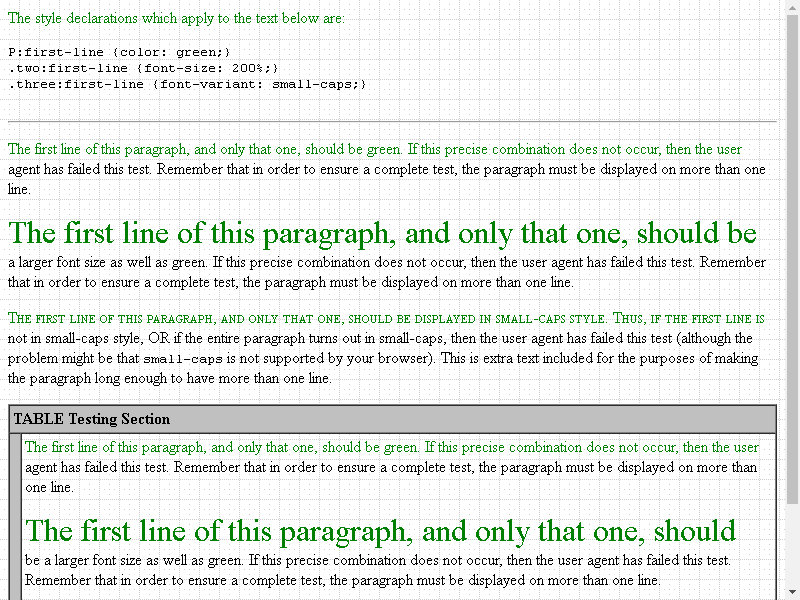 The style declarations which apply to the text below are:
P:first-line {color: green;}
.two:first-line {font-size: 200%;}
.three:first-line {font-variant: small-caps;}
The first line of this paragraph, and only that one, should be green. If this precise combination does not occur, then the user
agent has failed this test. Remember that in order to ensure a complete test, the paragraph must be displayed on more than one
line.
The first line of this paragraph, and only that one, should be
a larger font size as well as green. If this precise combination does not occur, then the user agent has failed this test. Remember
that in order to ensure a complete test, the paragraph must be displayed on more than one line.
The first line of this paragraph, and only that one, should be displayed in small-caps style. Thus, if the first line is
not in small-caps style, OR if the entire paragraph turns out in small-caps, then the user agent has failed this test (although the
problem might be that small-caps is not supported by your browser). This is extra text included for the purposes of making
the paragraph long enough to have more than one line.
TABLE Testing Section
The first line of this paragraph, and only that one, should be green. If this precise combination does not occur, then the user
agent has failed this test. Remember that in order to ensure a complete test, the paragraph must be displayed on more than
one line.
The first line of this paragraph, and only that one, should
be a larger font size as well as green. If this precise combination does not occur, then the user agent has failed this test.
Remember that in order to ensure a complete test, the paragraph must be displayed on more than one line.